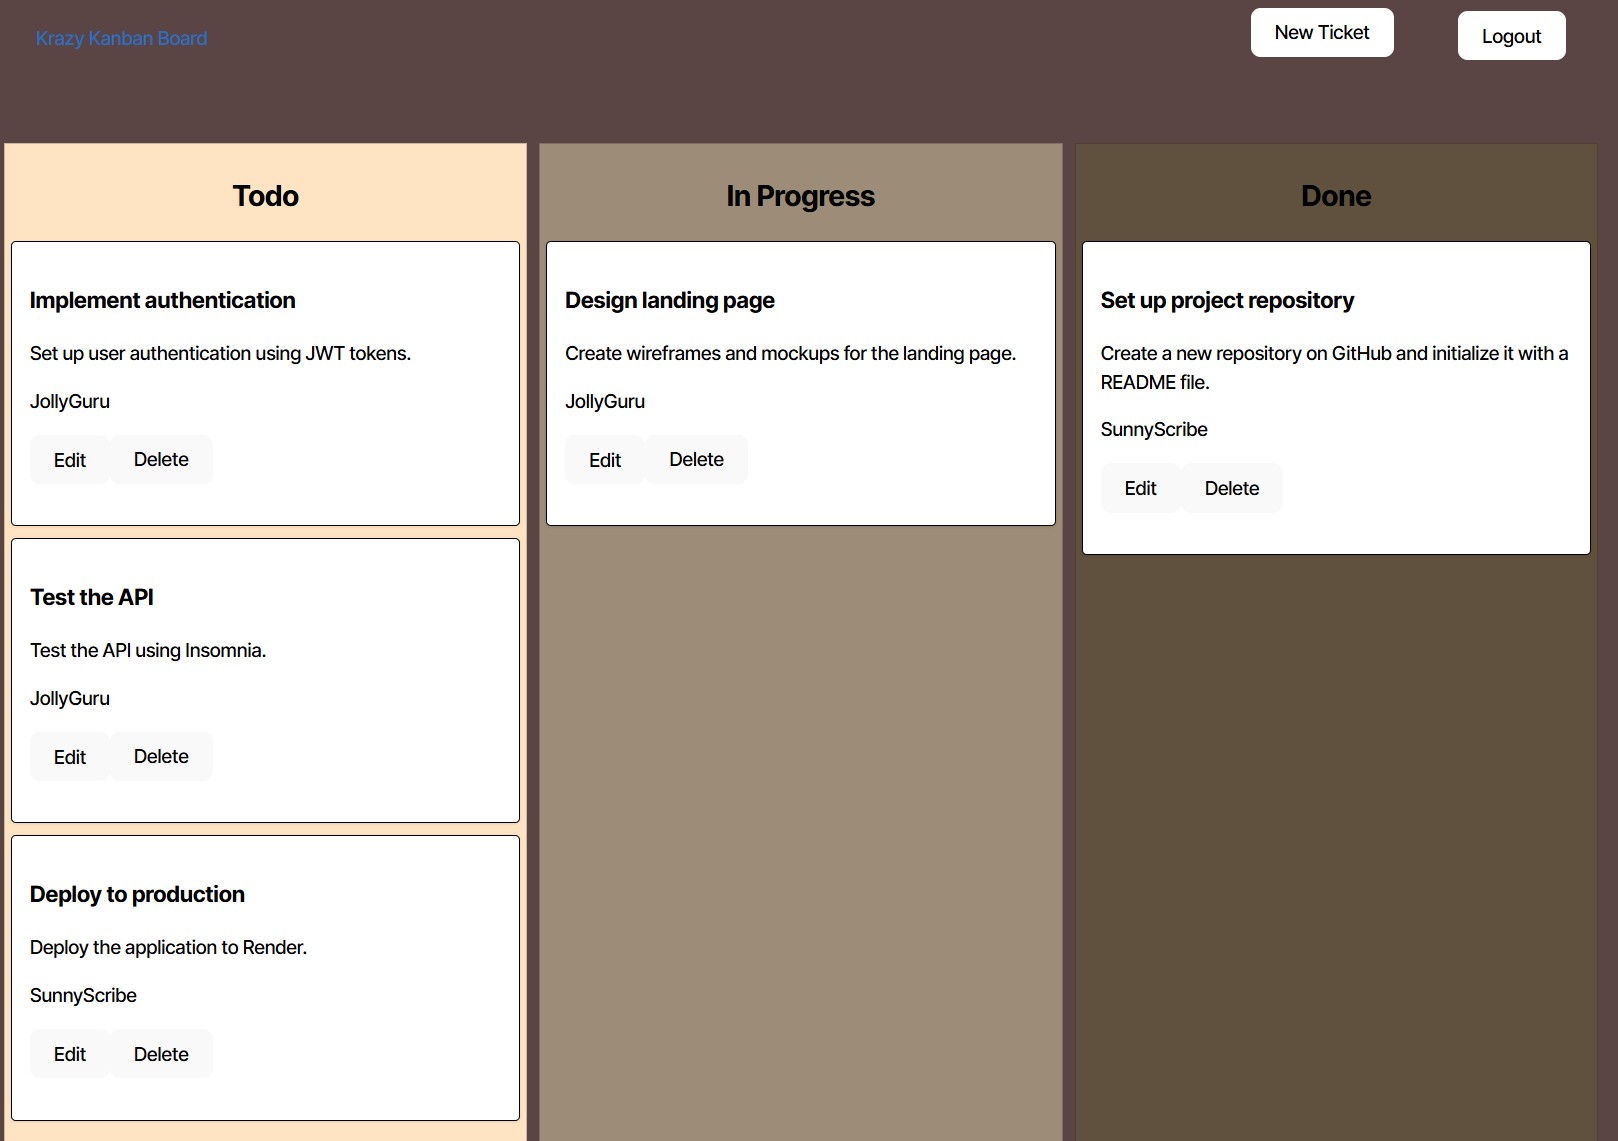 Krazy Kanban Board
New Ticket
Logout
Todo
Implement authentication
Set up user authentication using JWT tokens.
JollyGuru
Edit Delete
Test the API
Test the API using Insomnia.
JollyGuru
Edit Delete
Deploy to production
Deploy the application to Render.
SunnyScribe
Edit Delete
In Progress
Design landing page
Create wireframes and mockups for the landing page.
JollyGuru
Edit Delete
Done
Set up project repository
Create a new repository on GitHub and initialize it with a
README file.
SunnyScribe
Edit Delete